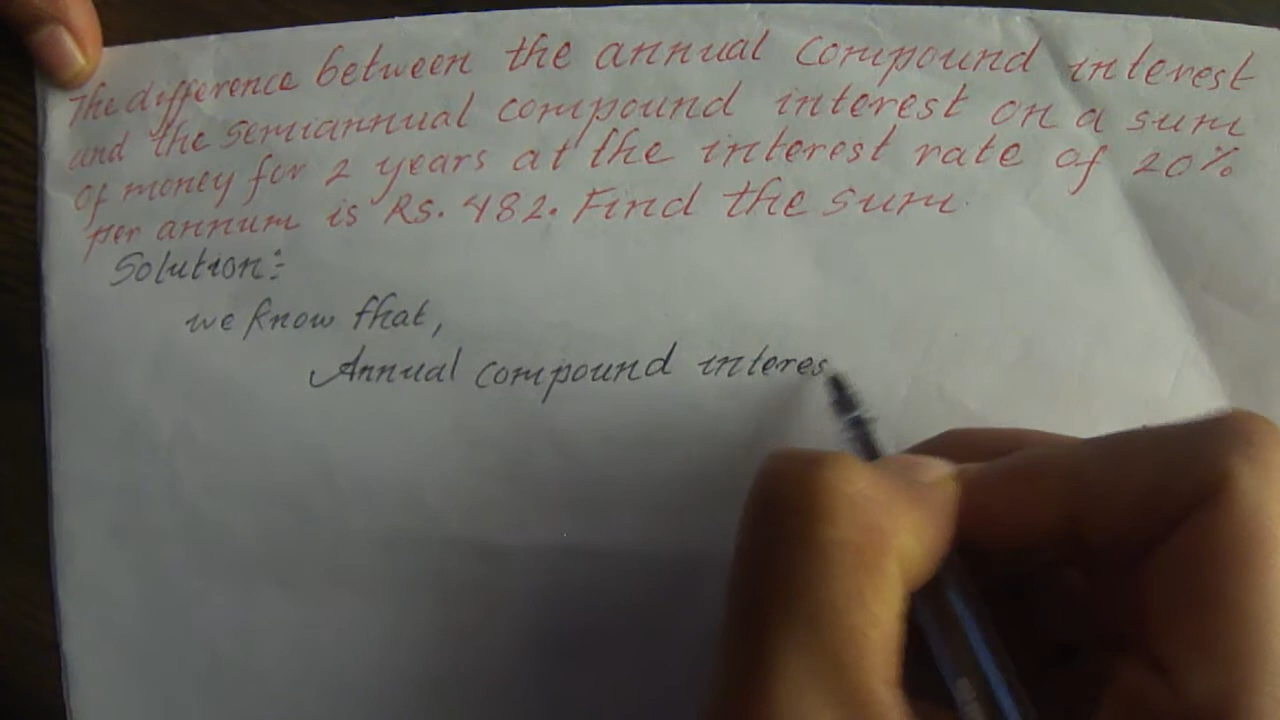 The difference between the annual compound interest
and the semiannual compound interest on a sum
of money for 2 years at the interest rate of 20%
per annum is Rs. 482. Find the sum.
Solution:-
we know that,
Annual compound interes